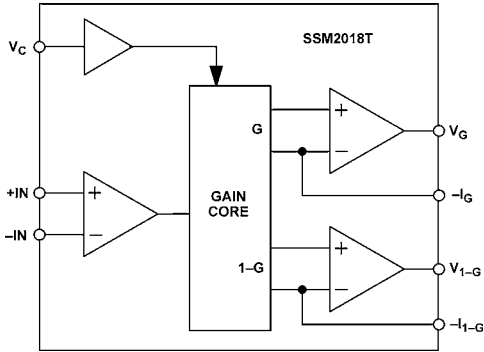 SSM2018T
V_C
+IN
–IN
+
–
GAIN
CORE
G
1–G
+
–
V_G
–I_G
+
–
V_1–G
–I_1–G